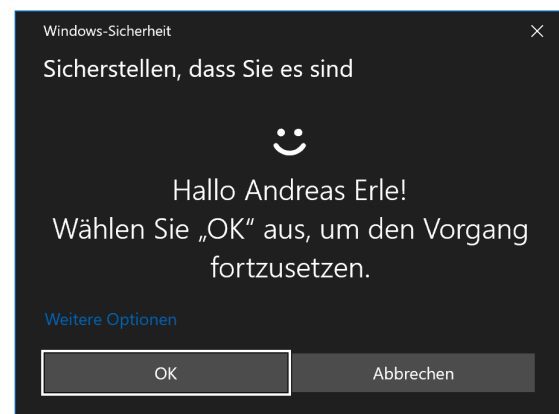 Windows-Sicherheit
Sicherstellen, dass Sie es sind
Hallo Andreas Erle!
Wählen Sie „OK“ aus, um den Vorgang
fortzusetzen.
Weitere Optionen
OK
Abbrechen